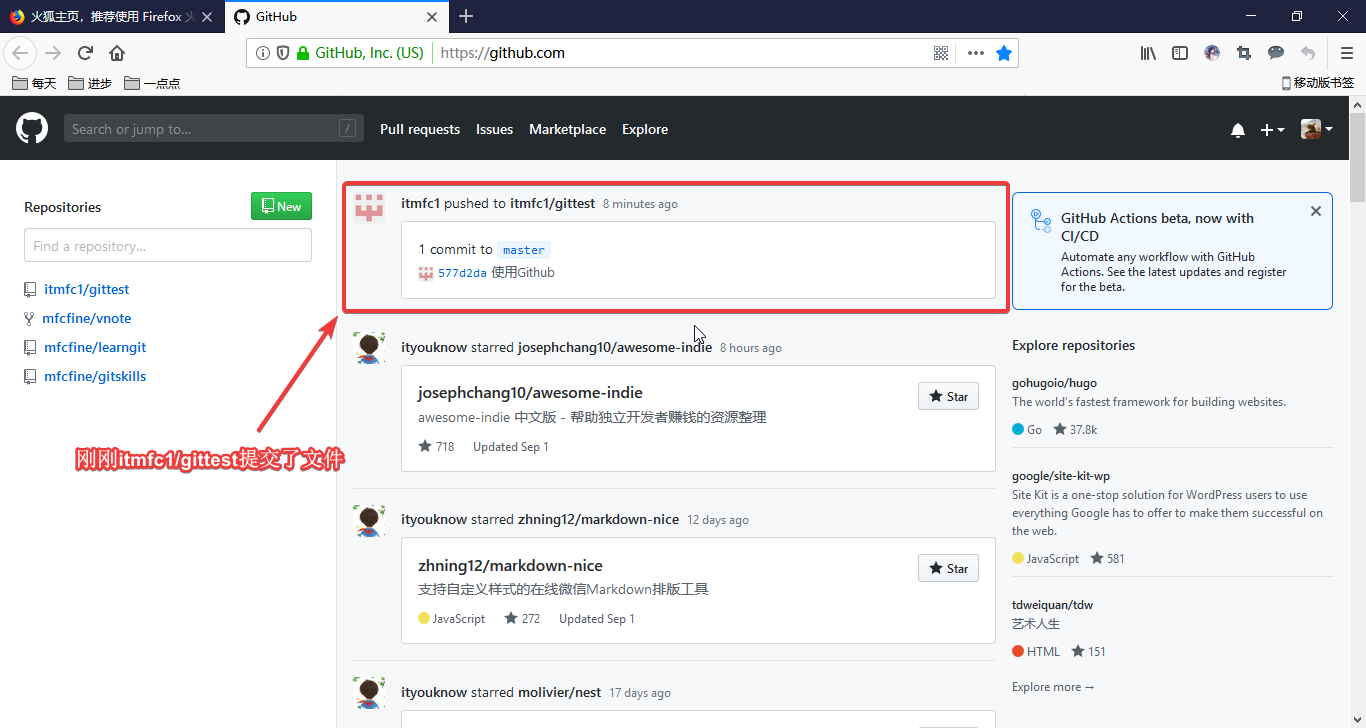 火狐主页，推荐使用 Firefox
GitHub
GitHub, Inc. (US)
https://github.com
每天
进步
一点点
移动版书签
Search or jump to...
/
Pull requests
Issues
Marketplace
Explore
Repositories
New
Find a repository...
itmfc1/gittest
mfcfine/vnote
mfcfine/learngit
mfcfine/gitskills
刚刚itmfc1/gittest提交了文件
itmfc1 pushed to itmfc1/gittest 8 minutes ago
1 commit to master
577d2da 使用Github
ityouknow starred josephchang10/awesome-indie 8 hours ago
josephchang10/awesome-indie
Star
awesome-indie 中文版 - 帮助独立开发者赚钱的资源整理
718 Updated Sep 1
ityouknow starred zhning12/markdown-nice 12 days ago
zhning12/markdown-nice
Star
支持自定义样式的在线微信Markdown排版工具
JavaScript 272 Updated Sep 1
ityouknow starred molivier/nest 17 days ago
GitHub Actions beta, now with
CI/CD
Automate any workflow with GitHub
Actions. See the latest updates and register
for the beta.
Explore repositories
gohugoio/hugo
The world's fastest framework for building websites.
Go 37.8k
google/site-kit-wp
Site Kit is a one-stop solution for WordPress users to use
everything Google has to offer to make them successful on
the web.
JavaScript 581
tdweiquan/tdw
艺术人生
HTML 151
Explore more →